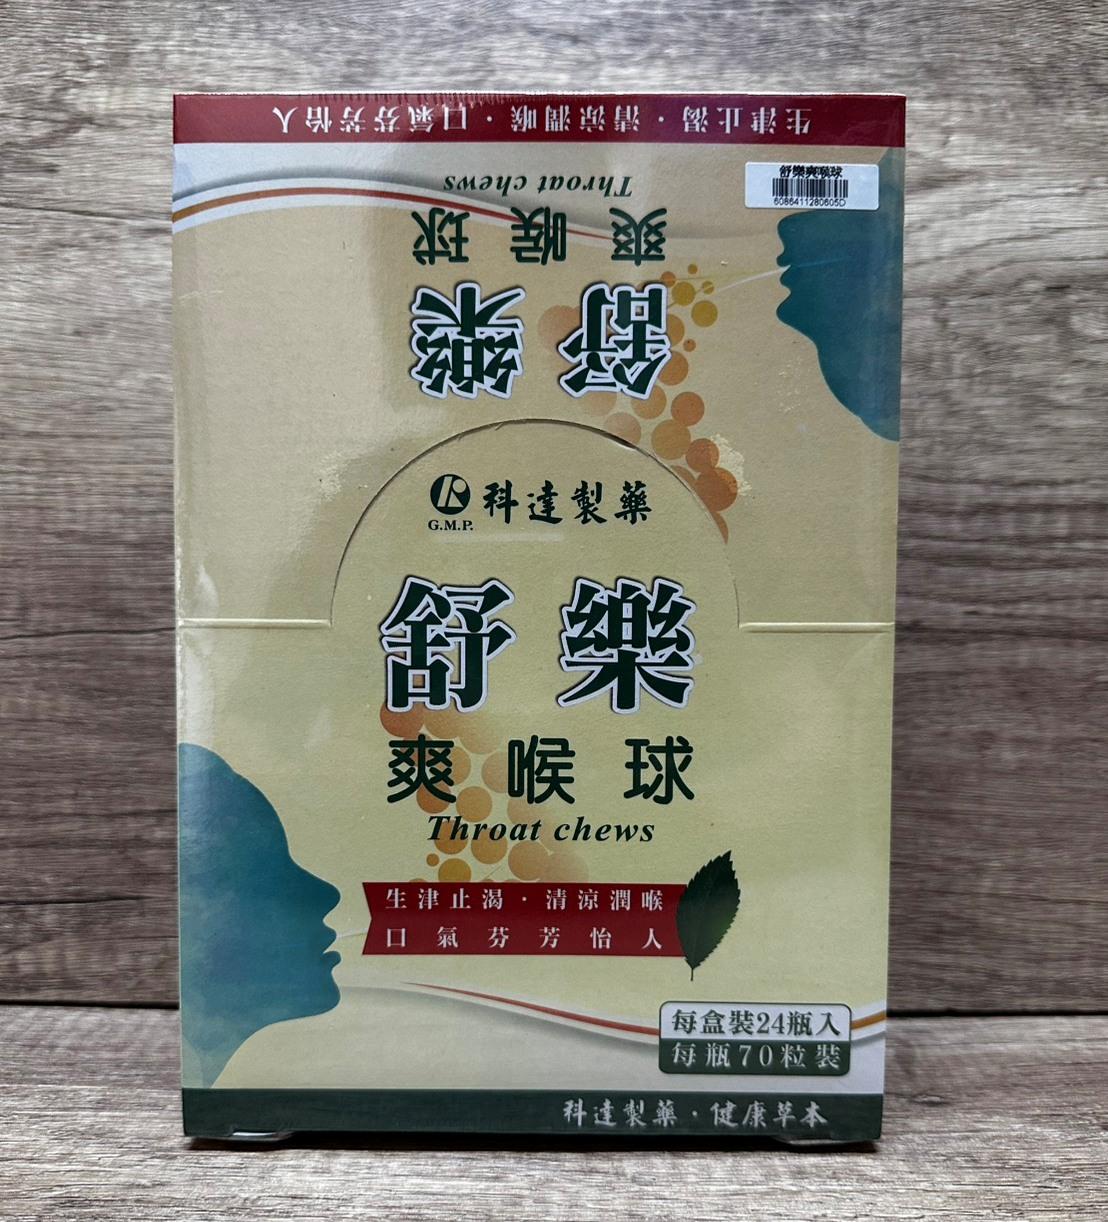 生津止渴·清涼潤喉·口氣芬芳怡人
舒樂爽喉球
6086411280605D
Throat chews
爽喉球
舒樂
科達製藥
G.M.P.
舒樂
爽喉球
Throat chews
生津止渴·清涼潤喉
口氣芬芳怡人
每盒裝24瓶入
每瓶70粒裝
科達製藥·健康草本